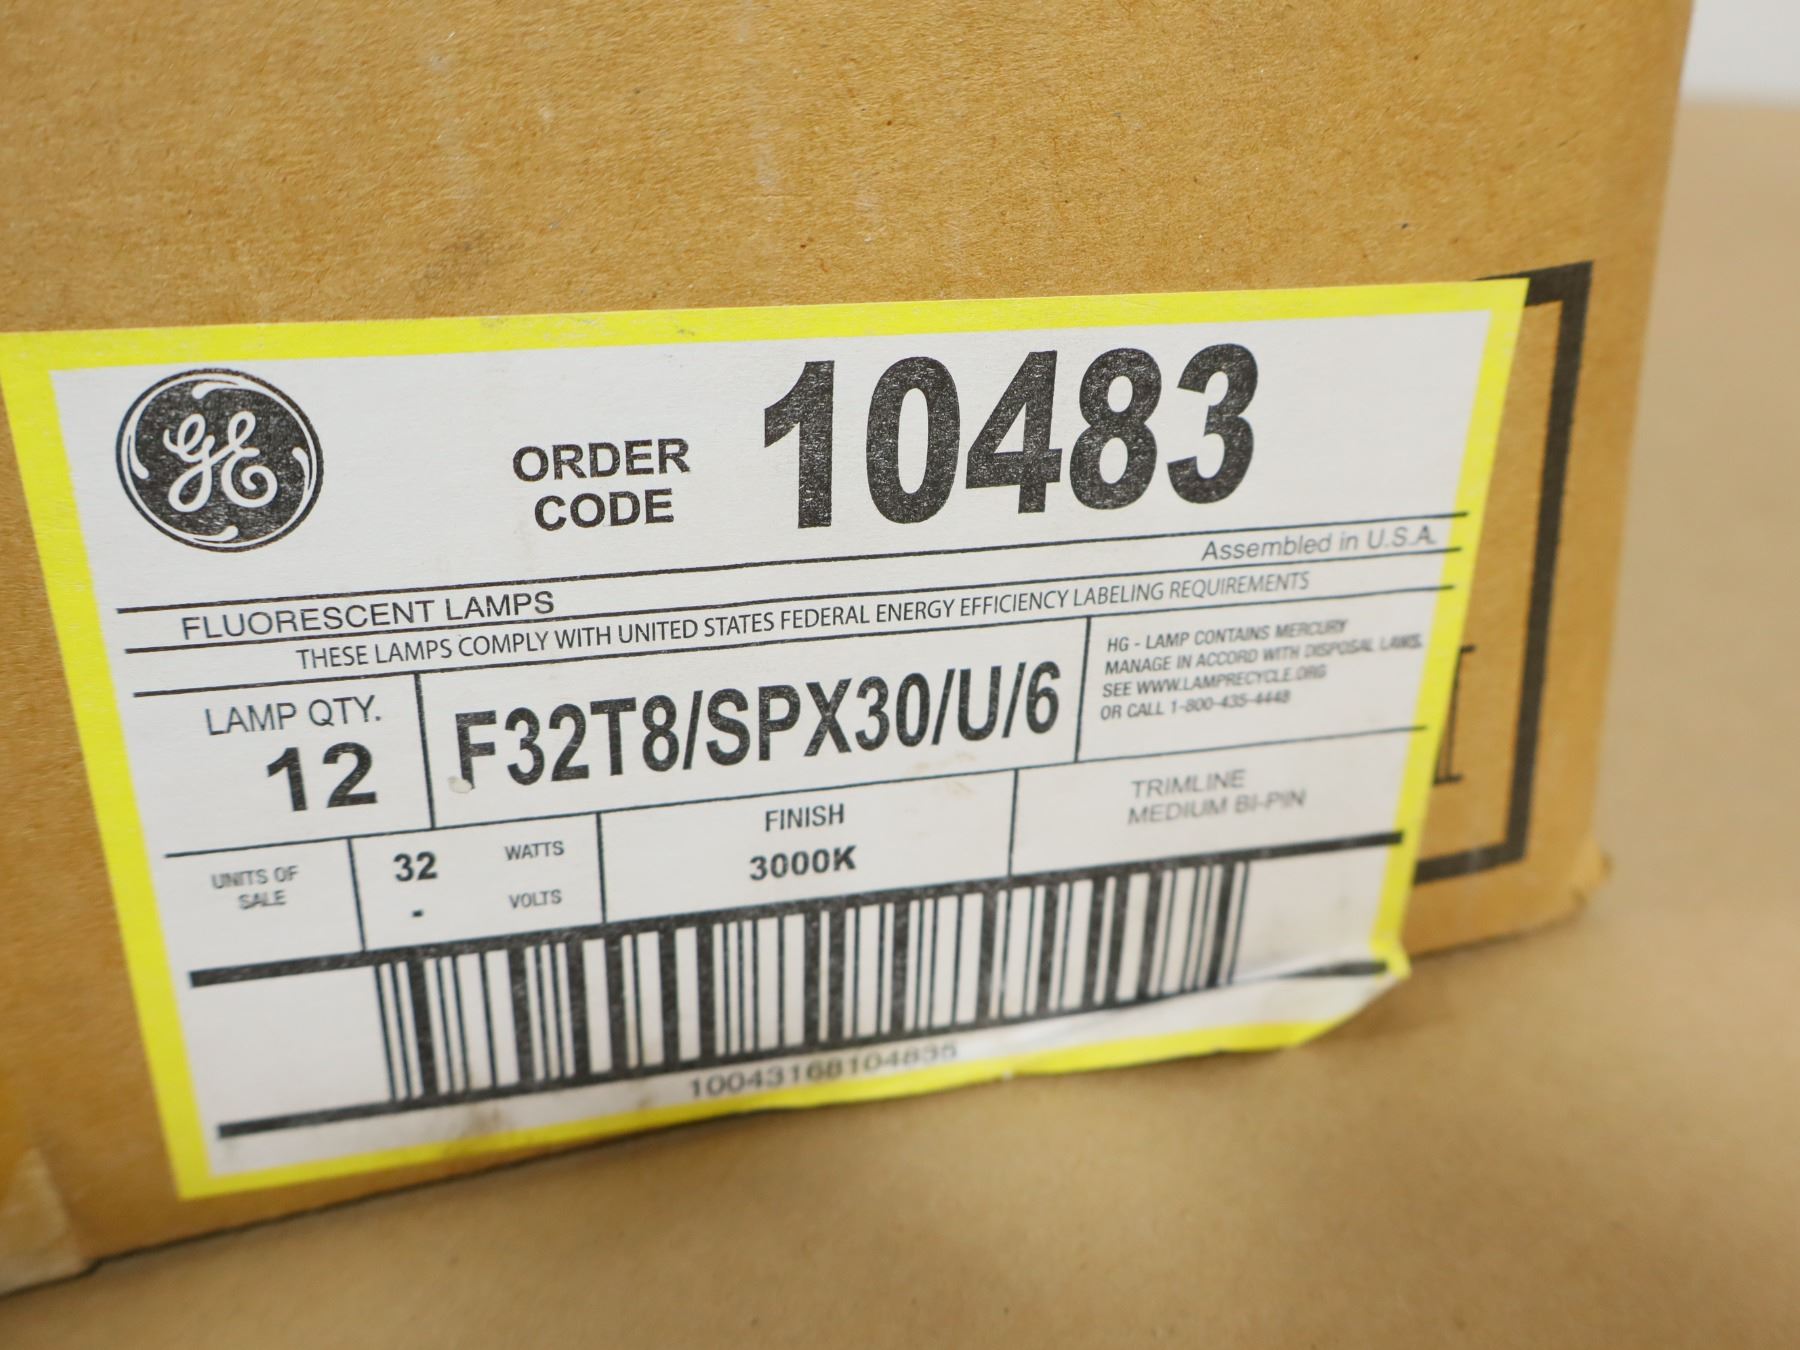 GE
ORDER CODE 10483
Assembled in U.S.A.
FLUORESCENT LAMPS
THESE LAMPS COMPLY WITH UNITED STATES FEDERAL ENERGY EFFICIENCY LABELING REQUIREMENTS
LAMP QTY.
12
F32T8/SPX30/U/6
HG - LAMP CONTAINS MERCURY
MANAGE IN ACCORD WITH DISPOSAL LAWS.
SEE WWW.LAMPRECYCLE.ORG
OR CALL 1-800-435-4448
UNITS OF
SALE
32 WATTS
- VOLTS
FINISH
3000K
TRIMLINE
MEDIUM BI-PIN
10043168104835